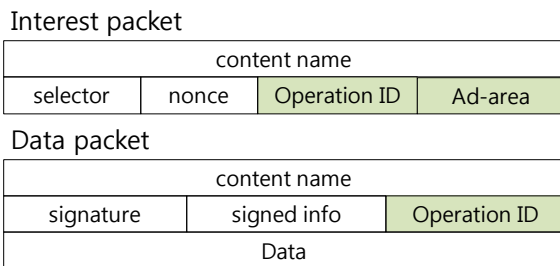 Interest packet
content name
selector nonce Operation ID Ad-area
Data packet
content name
signature signed info Operation ID
Data